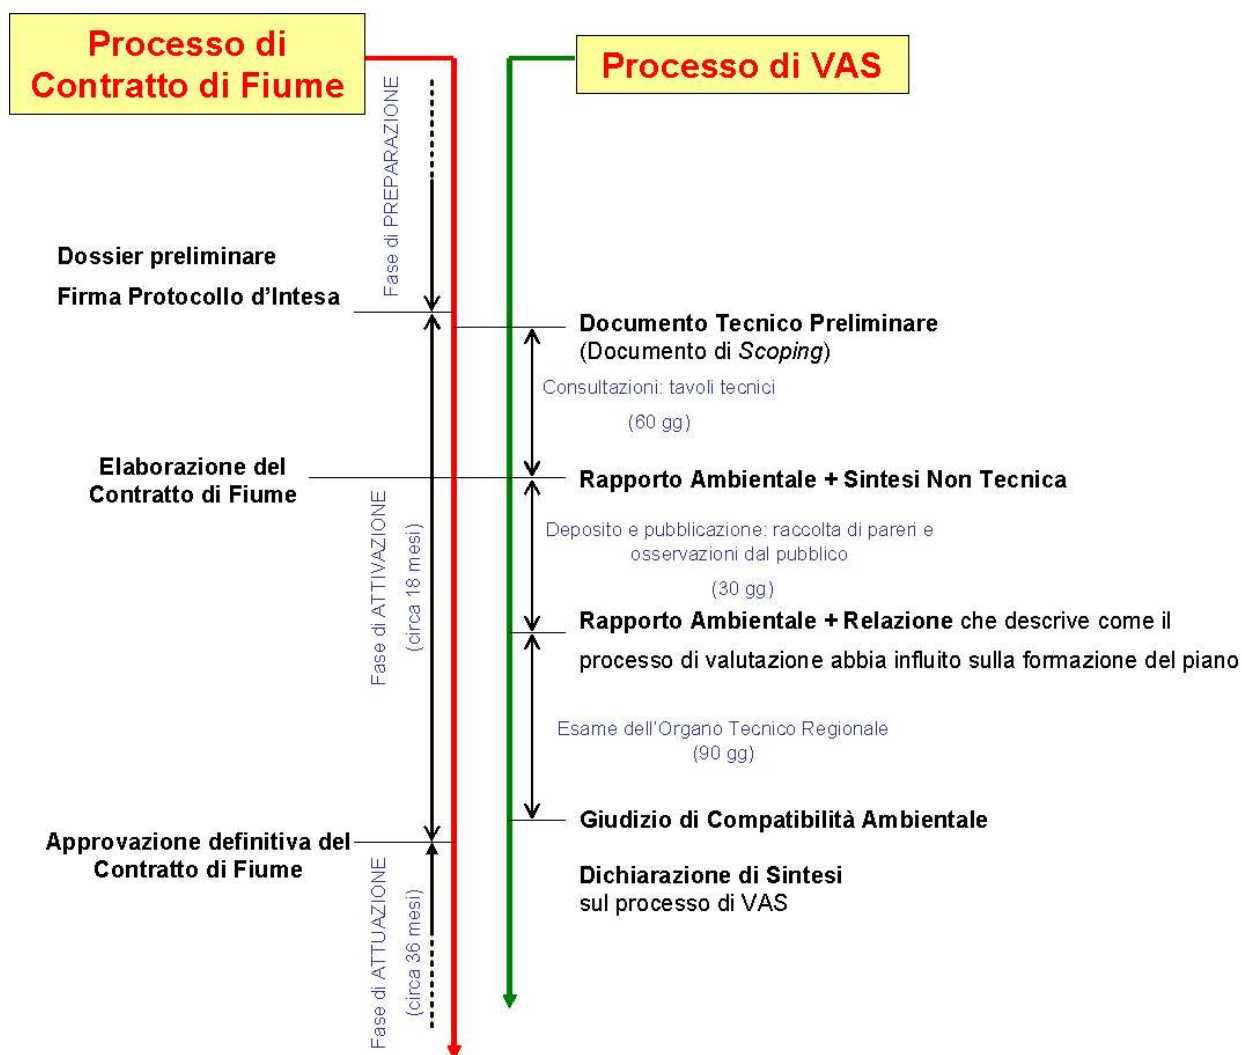 Processo di
Contratto di Fiume
Processo di VAS
Fase di PREPARAZIONE
Dossier preliminare
Firma Protocollo d'Intesa
Documento Tecnico Preliminare
(Documento di Scoping)
Consultazioni: tavoli tecnici
(60 gg)
Elaborazione del
Contratto di Fiume
Rapporto Ambientale + Sintesi Non Tecnica
Fase di ATTIVAZIONE
(circa 18 mesi)
Deposito e pubblicazione: raccolta di pareri e
osservazioni dal pubblico
(30 gg)
Rapporto Ambientale + Relazione che descrive come il
processo di valutazione abbia influito sulla formazione del piano
Esame dell'Organo Tecnico Regionale
(90 gg)
Giudizio di Compatibilità Ambientale
Approvazione definitiva del
Contratto di Fiume
Dichiarazione di Sintesi
sul processo di VAS
Fase di ATTUAZIONE
(circa 36 mesi)